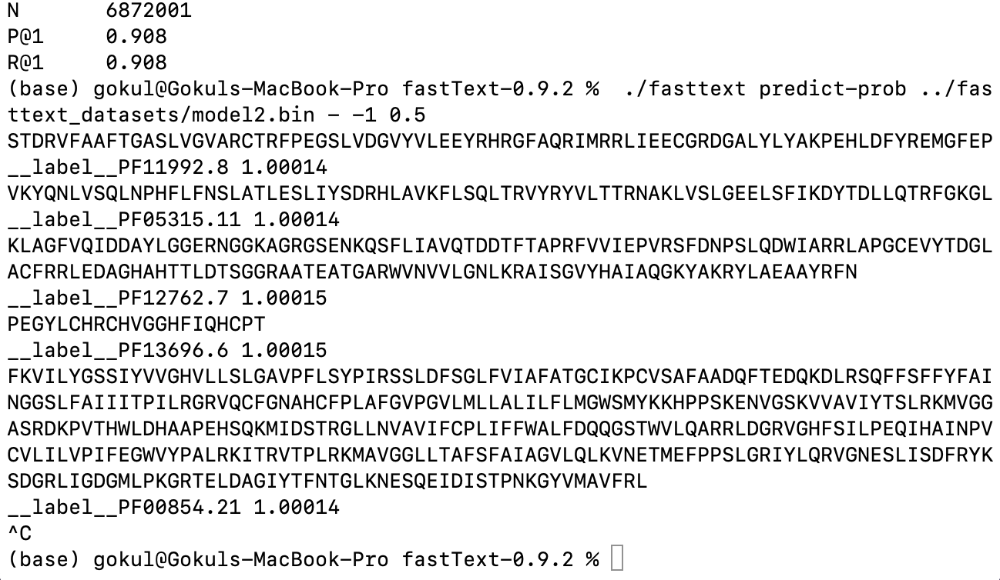 N       6872001
P@1     0.908
R@1     0.908
(base) gokul@Gokuls-MacBook-Pro fastText-0.9.2 %  ./fasttext predict-prob ../fas
ttext_datasets/model2.bin - -1 0.5
STDRVFAAFTGASLVGVARCTRFPEGSLVDGVYVLEEYRHRGFAQRIMRRLIEECGRDGALYLYAKPEHLDFYREMGFEP
__label__PF11992.8 1.00014
VKYQNLVSQLNPHFLFNSLATLESLIYSDRHLAVKFLSQLTRVYRYVLTTRNAKLVSLGEELSFIKDYTDLLQTRFGKGL
__label__PF05315.11 1.00014
KLAGFVQIDDAYLGGERNGGKAGRGSENKQSFLIAVQTDDTFTAPRFVVIEPVRSFDNPSLQDWIARRLAPGCEVYTDGL
ACFRRLEDAGHAHTTLDTSGGRAATEATGARWVNVVLGNLKRAISGVYHAIAQGKYAKRYLAEAAYRFN
__label__PF12762.7 1.00015
PEGYLCHRCHVGGHFIQHCPT
__label__PF13696.6 1.00015
FKVILYGSSIYVVGHVLLSLGAVPFLSYPIRSSLDFSGLFVIAFATGCIKPCVSAFAADQFTEDQKDLRSQFFSFFYFAI
NGGSLFAIIITPILRGRVQCFGNAHCFPLAFGVPGVLMLLALILFLMGWSMYKKHPPSKENVGSKVVAVIYTSLRKMVGG
ASRDKPVTHWLDHAAPEHSQKMIDSTRGLLNVAVIFCPLIFFWALFDQQGSTWVLQARRLDGRVGHFSILPEQIHAINPV
CVLILVPIFEGWVYPALRKITRVTPLRKMAVGGLLTAFSFAIAGVLQLKVNETMEFPPSLGRIYLQRVGNESLISDFRYK
SDGRLIGDGMLPKGRTELDAGIYTFNTGLKNESQEIDISTPNKGYVMAVFRL
__label__PF00854.21 1.00014
^C
(base) gokul@Gokuls-MacBook-Pro fastText-0.9.2 %